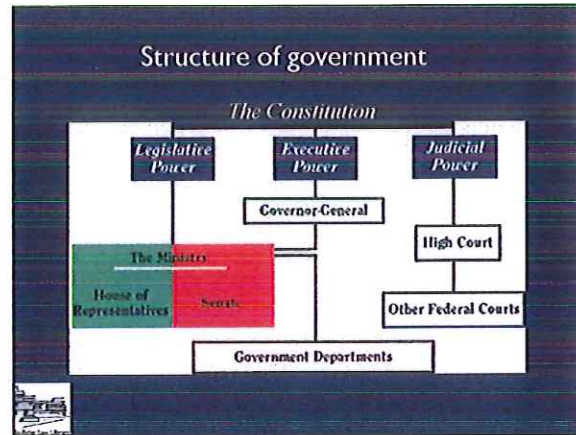 Structure of government
The Constitution
Legislative
Power
Executive
Power
Judicial
Power
Governor-General
High Court
The Ministry
House of
Representatives
Senate
Other Federal Courts
Government Departments